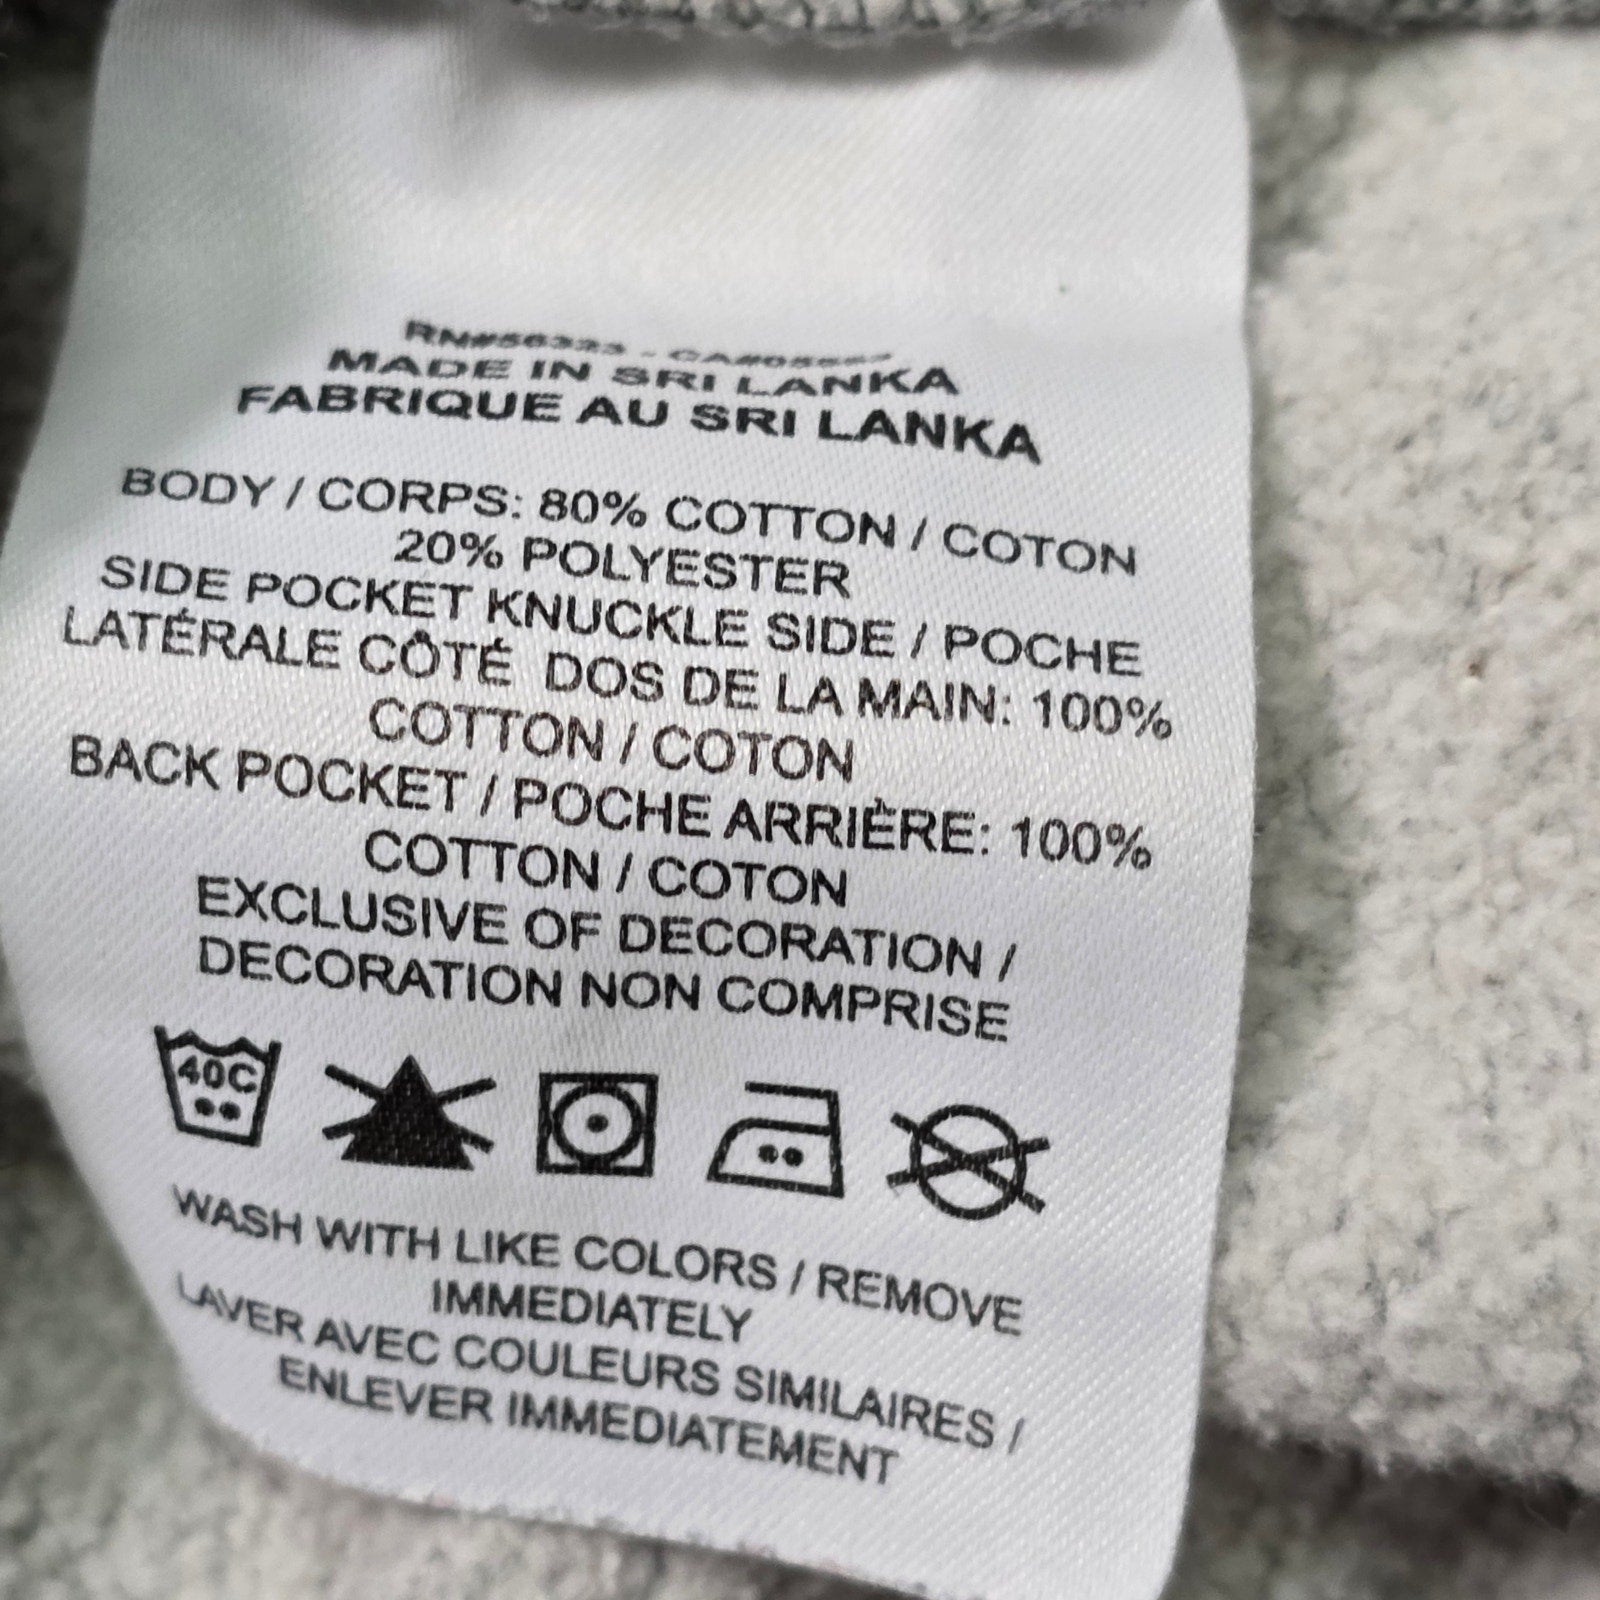 RN#56323 -
MADE IN SRI LANKA
FABRIQUE AU SRI LANKA
BODY / CORPS: 80% COTTON / COTON
20% POLYESTER
SIDE POCKET KNUCKLE SIDE / POCHE
LATÉRALE CÔTÉ DOS DE LA MAIN: 100%
COTTON / COTON
BACK POCKET / POCHE ARRIÈRE: 100%
COTTON / COTON
EXCLUSIVE OF DECORATION /
DECORATION NON COMPRISE
40C
WASH WITH LIKE COLORS / REMOVE
IMMEDIATELY
LAVER AVEC COULEURS SIMILAIRES /
ENLEVER IMMEDIATEMENT